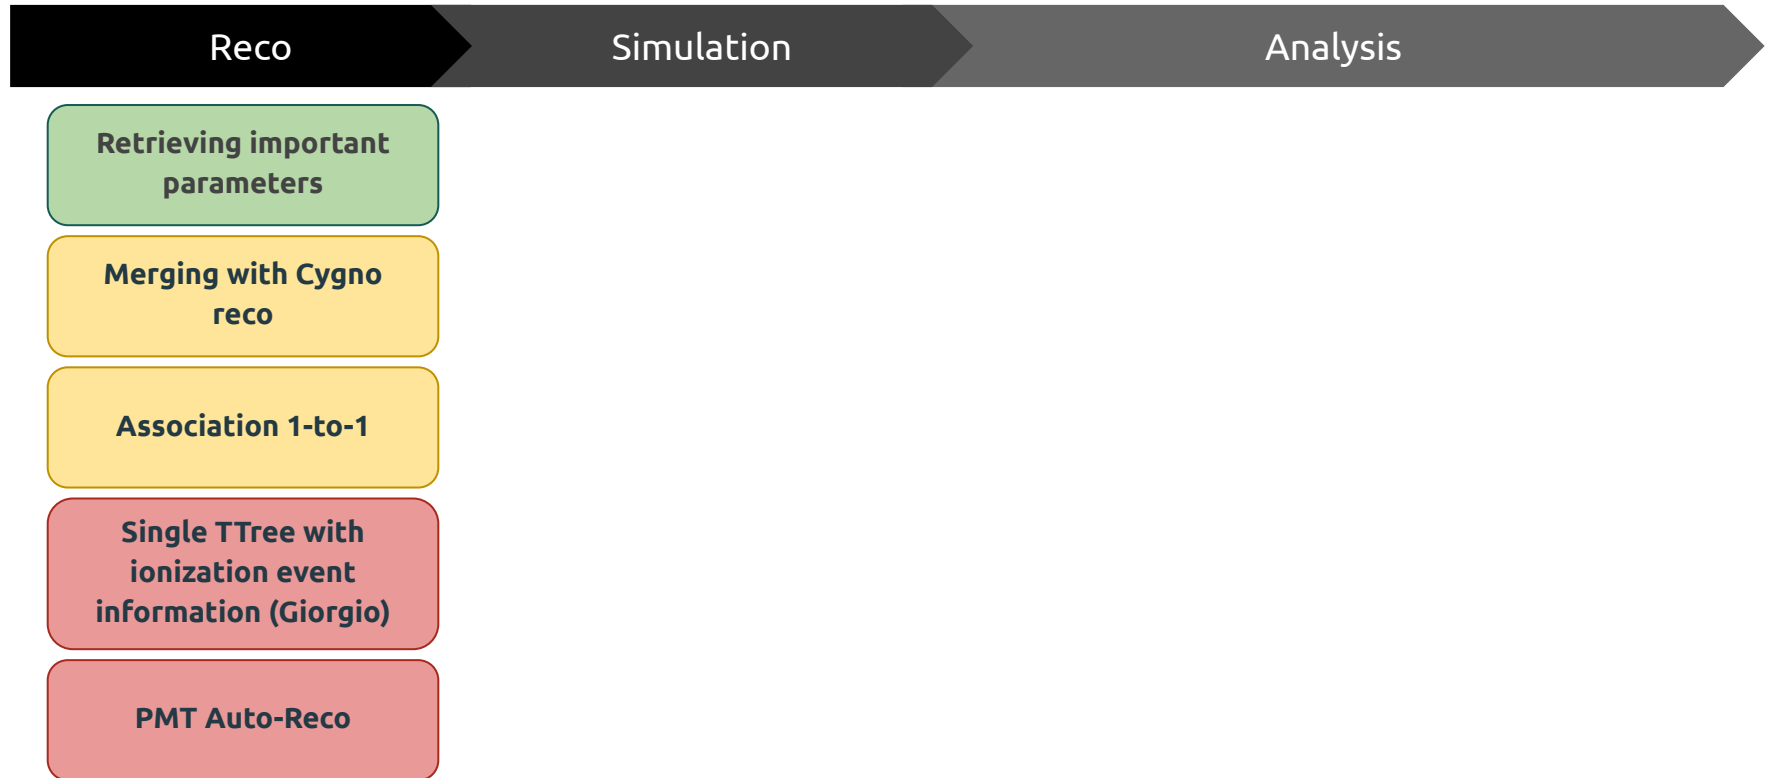 Reco
Simulation
Analysis
Retrieving important
parameters
Merging with Cygno
reco
Association 1-to-1
Single TTree with
ionization event
information (Giorgio)
PMT Auto-Reco